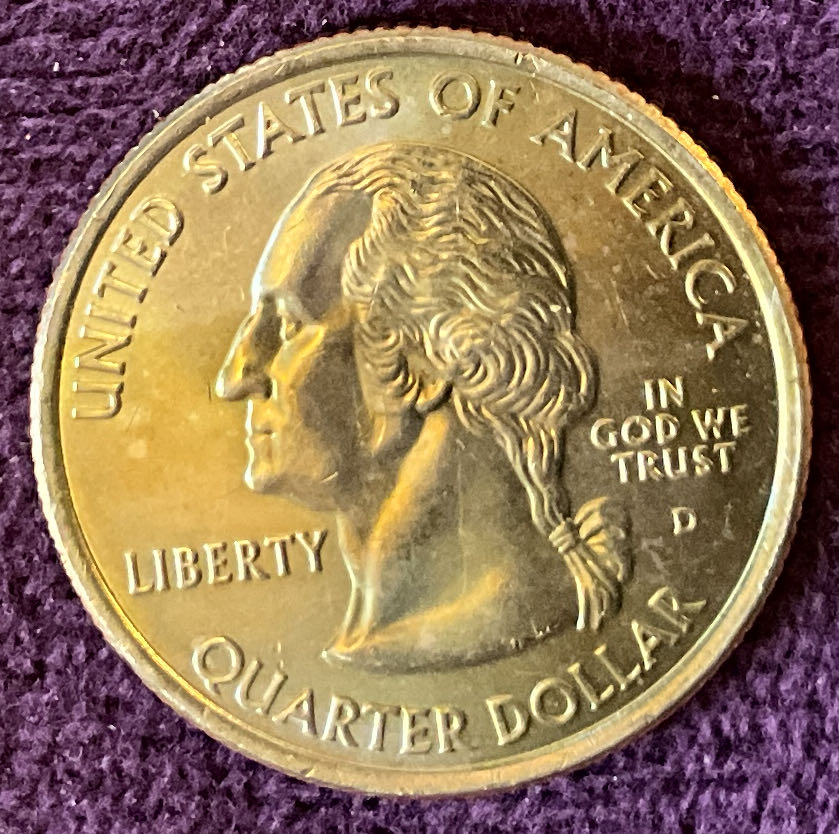 UNITED STATES OF AMERICA
IN
GOD WE
TRUST
D
LIBERTY
QUARTER DOLLAR